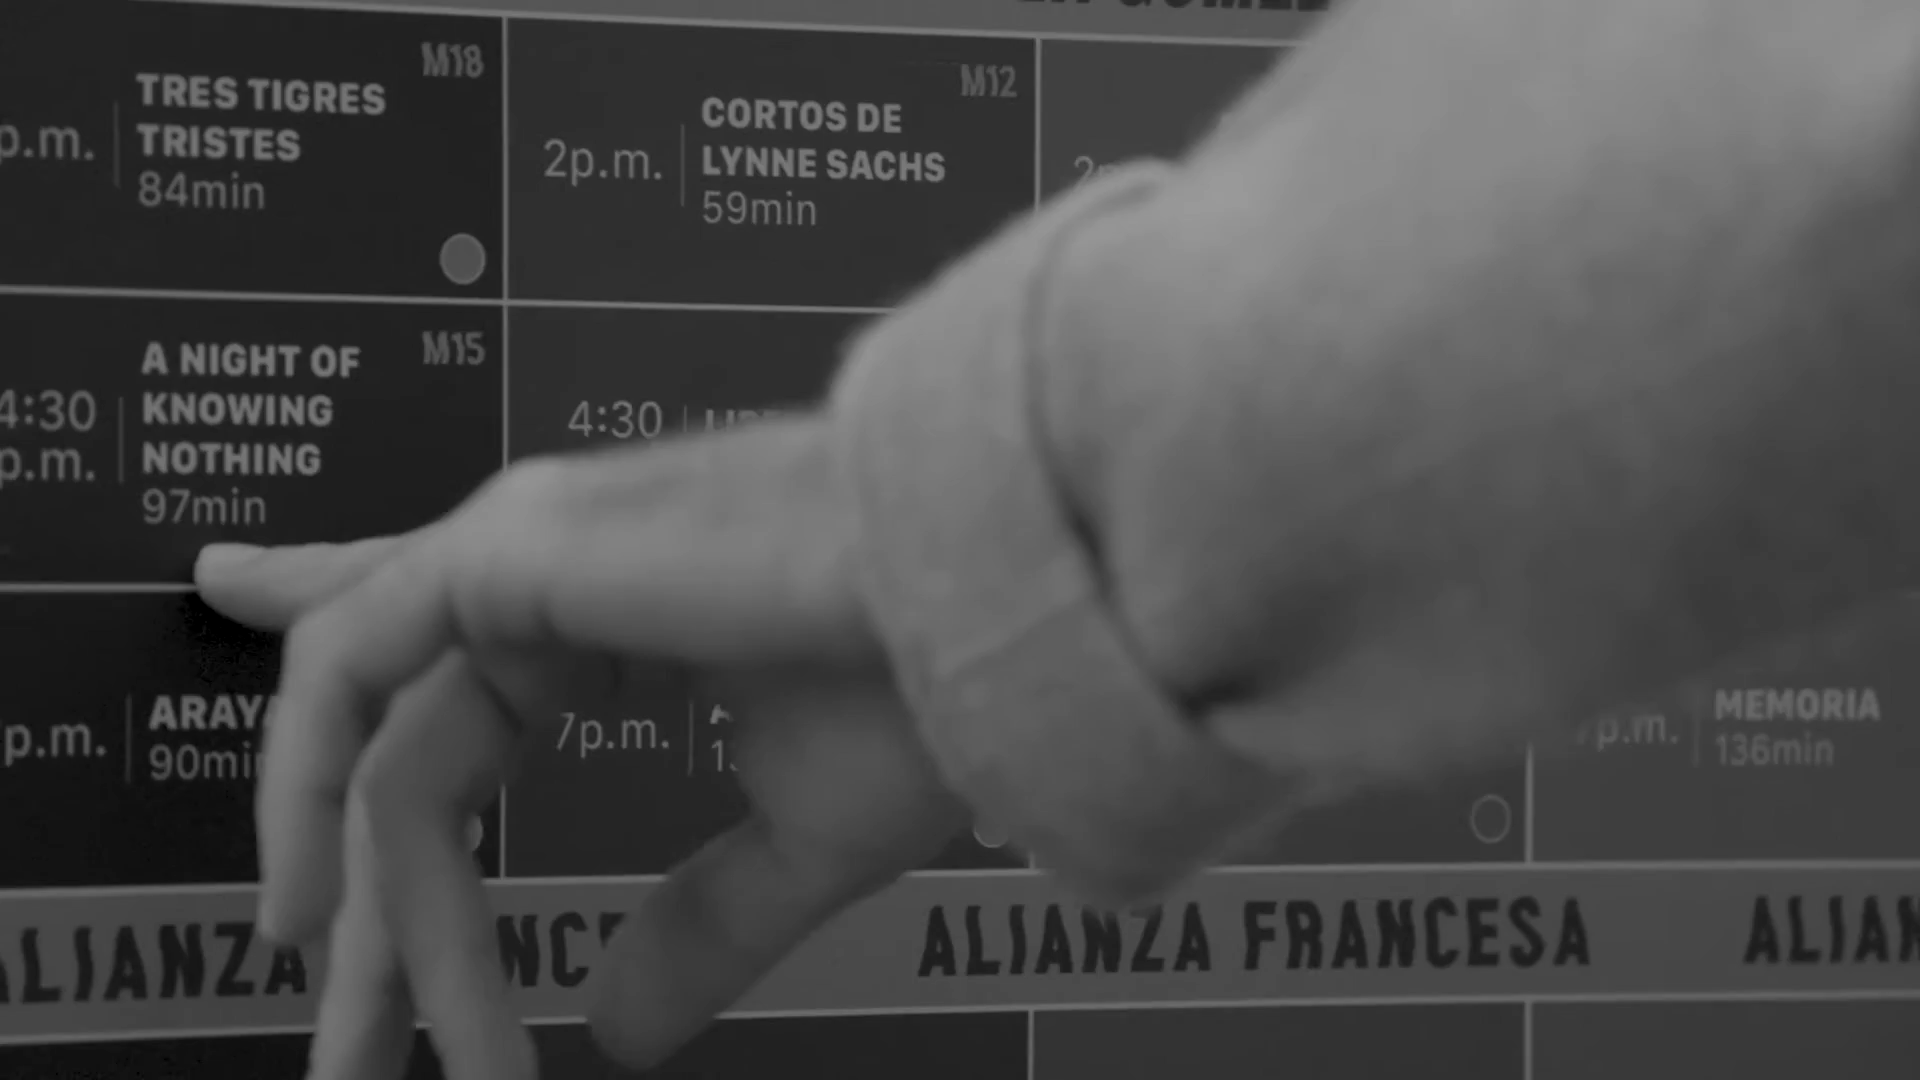 M18
TRES TIGRES
TRISTES
p.m.
84min
M12
CORTOS DE
LYNNE SACHS
2p.m.
59min
M15
A NIGHT OF
KNOWING
NOTHING
4:30
p.m.
97min
4:30
p.m.
90min
7p.m.
MEMORIA
p.m.
136min
ALIANZA
ALIANZA FRANCESA